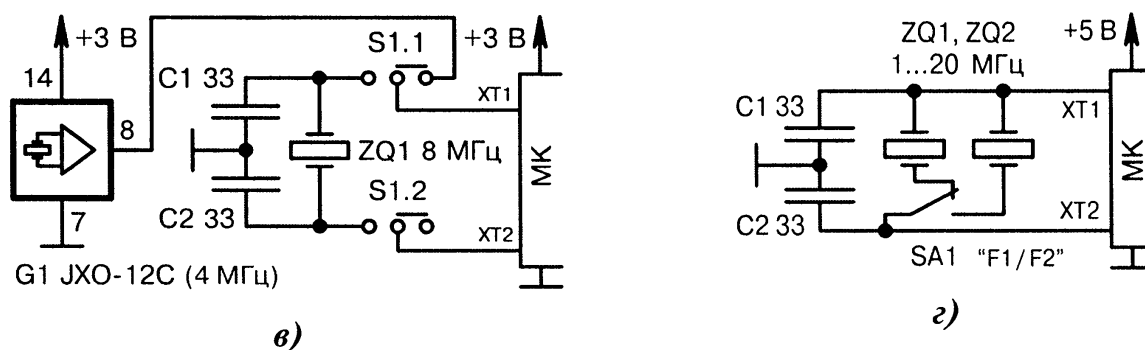 +3 В
S1.1
+3 В
14
C1 33
XT1
8
ZQ1 8 МГц
МК
S1.2
7
C2 33
XT2
G1 JXO-12C (4 МГц)
в)
ZQ1, ZQ2
1...20 МГц
+5 В
C1 33
XT1
МК
C2 33
XT2
SA1 "F1/F2"
г)